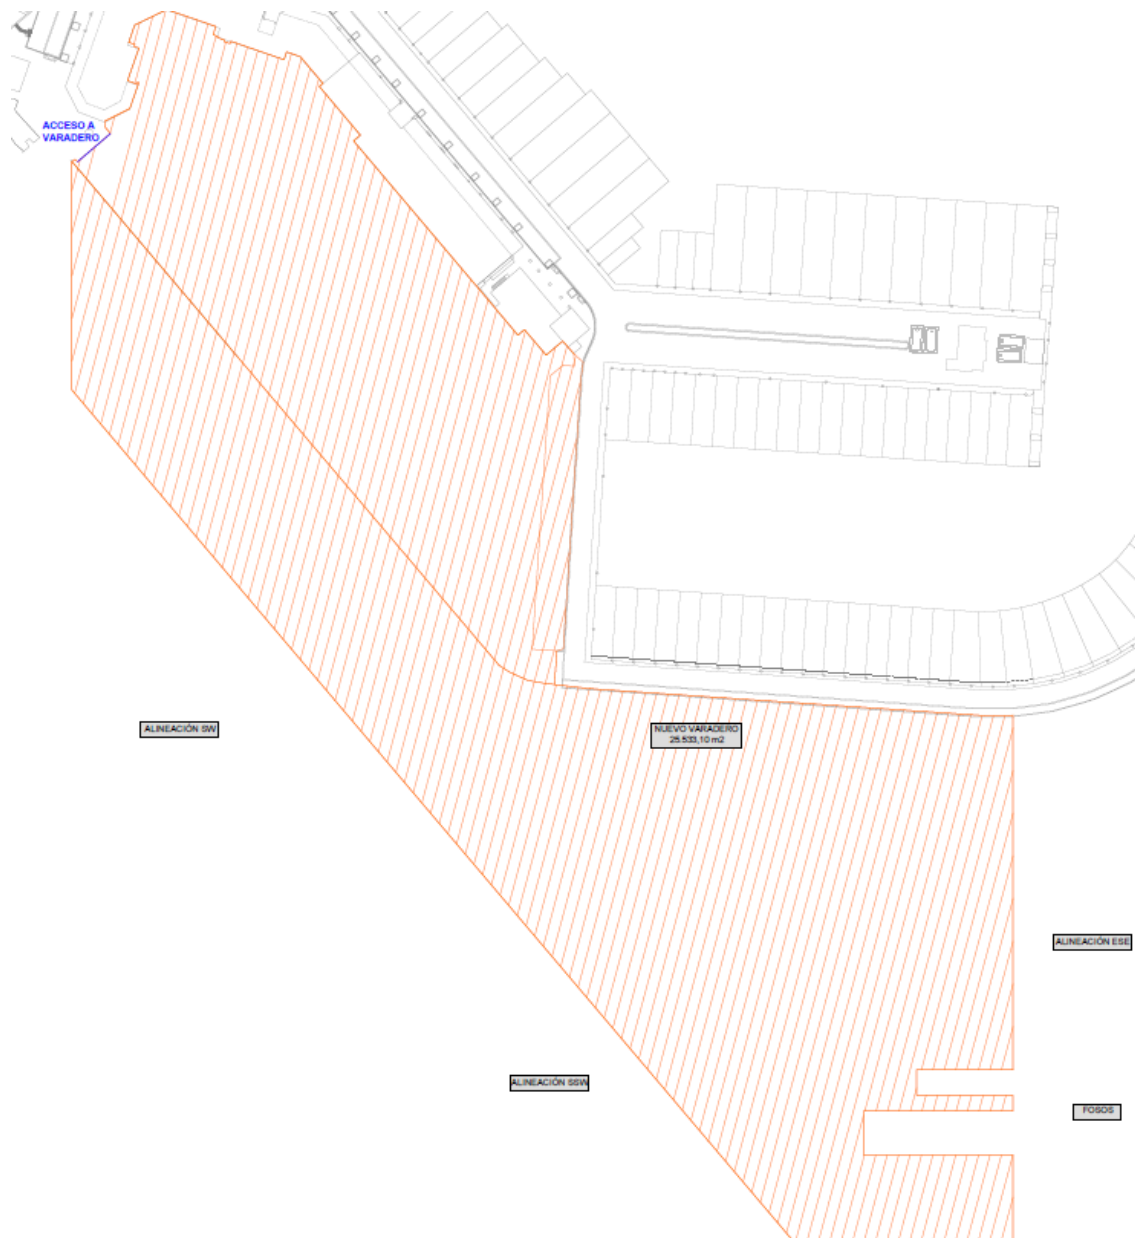 ACCESO A
VARADERO
ALINEACIÓN SW
NUEVO VARADERO
25.533,10 m2
ALINEACIÓN ESE
ALINEACIÓN SSW
FOSOS